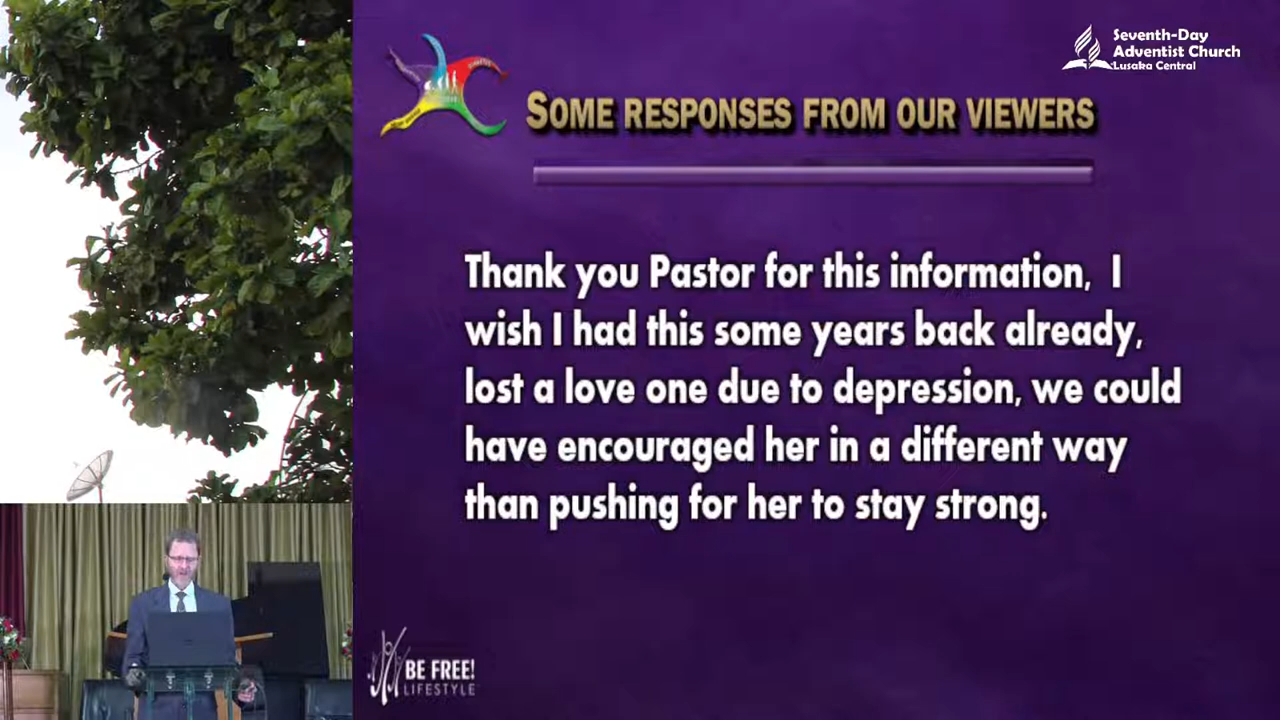 Seventh-Day
Adventist Church
Lusaka Central
SOME RESPONSES FROM OUR VIEWERS
Thank you Pastor for this information, I
wish I had this some years back already,
lost a love one due to depression, we could
have encouraged her in a different way
than pushing for her to stay strong.
BE FREE!
LIFESTYLE